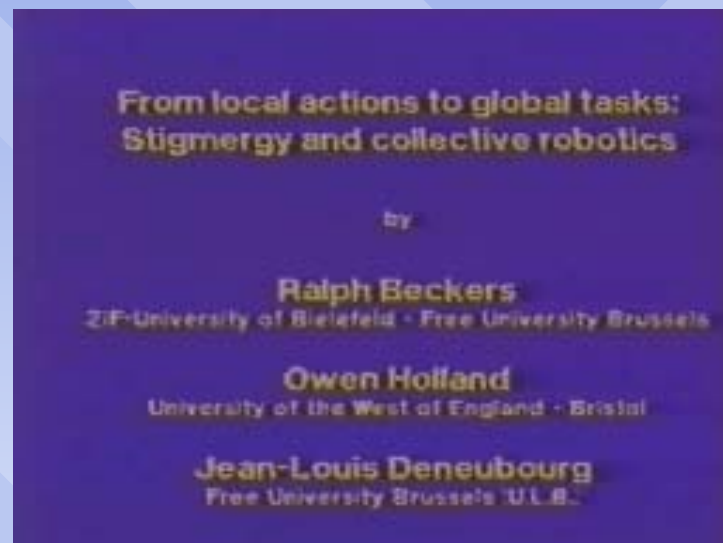 From local actions to global tasks:
Stigmergy and collective robotics
by
Ralph Beckers
ZiF-University of Bielefeld - Free University Brussels
Owen Holland
University of the West of England - Bristol
Jean-Louis Deneubourg
Free University Brussels U.L.B.